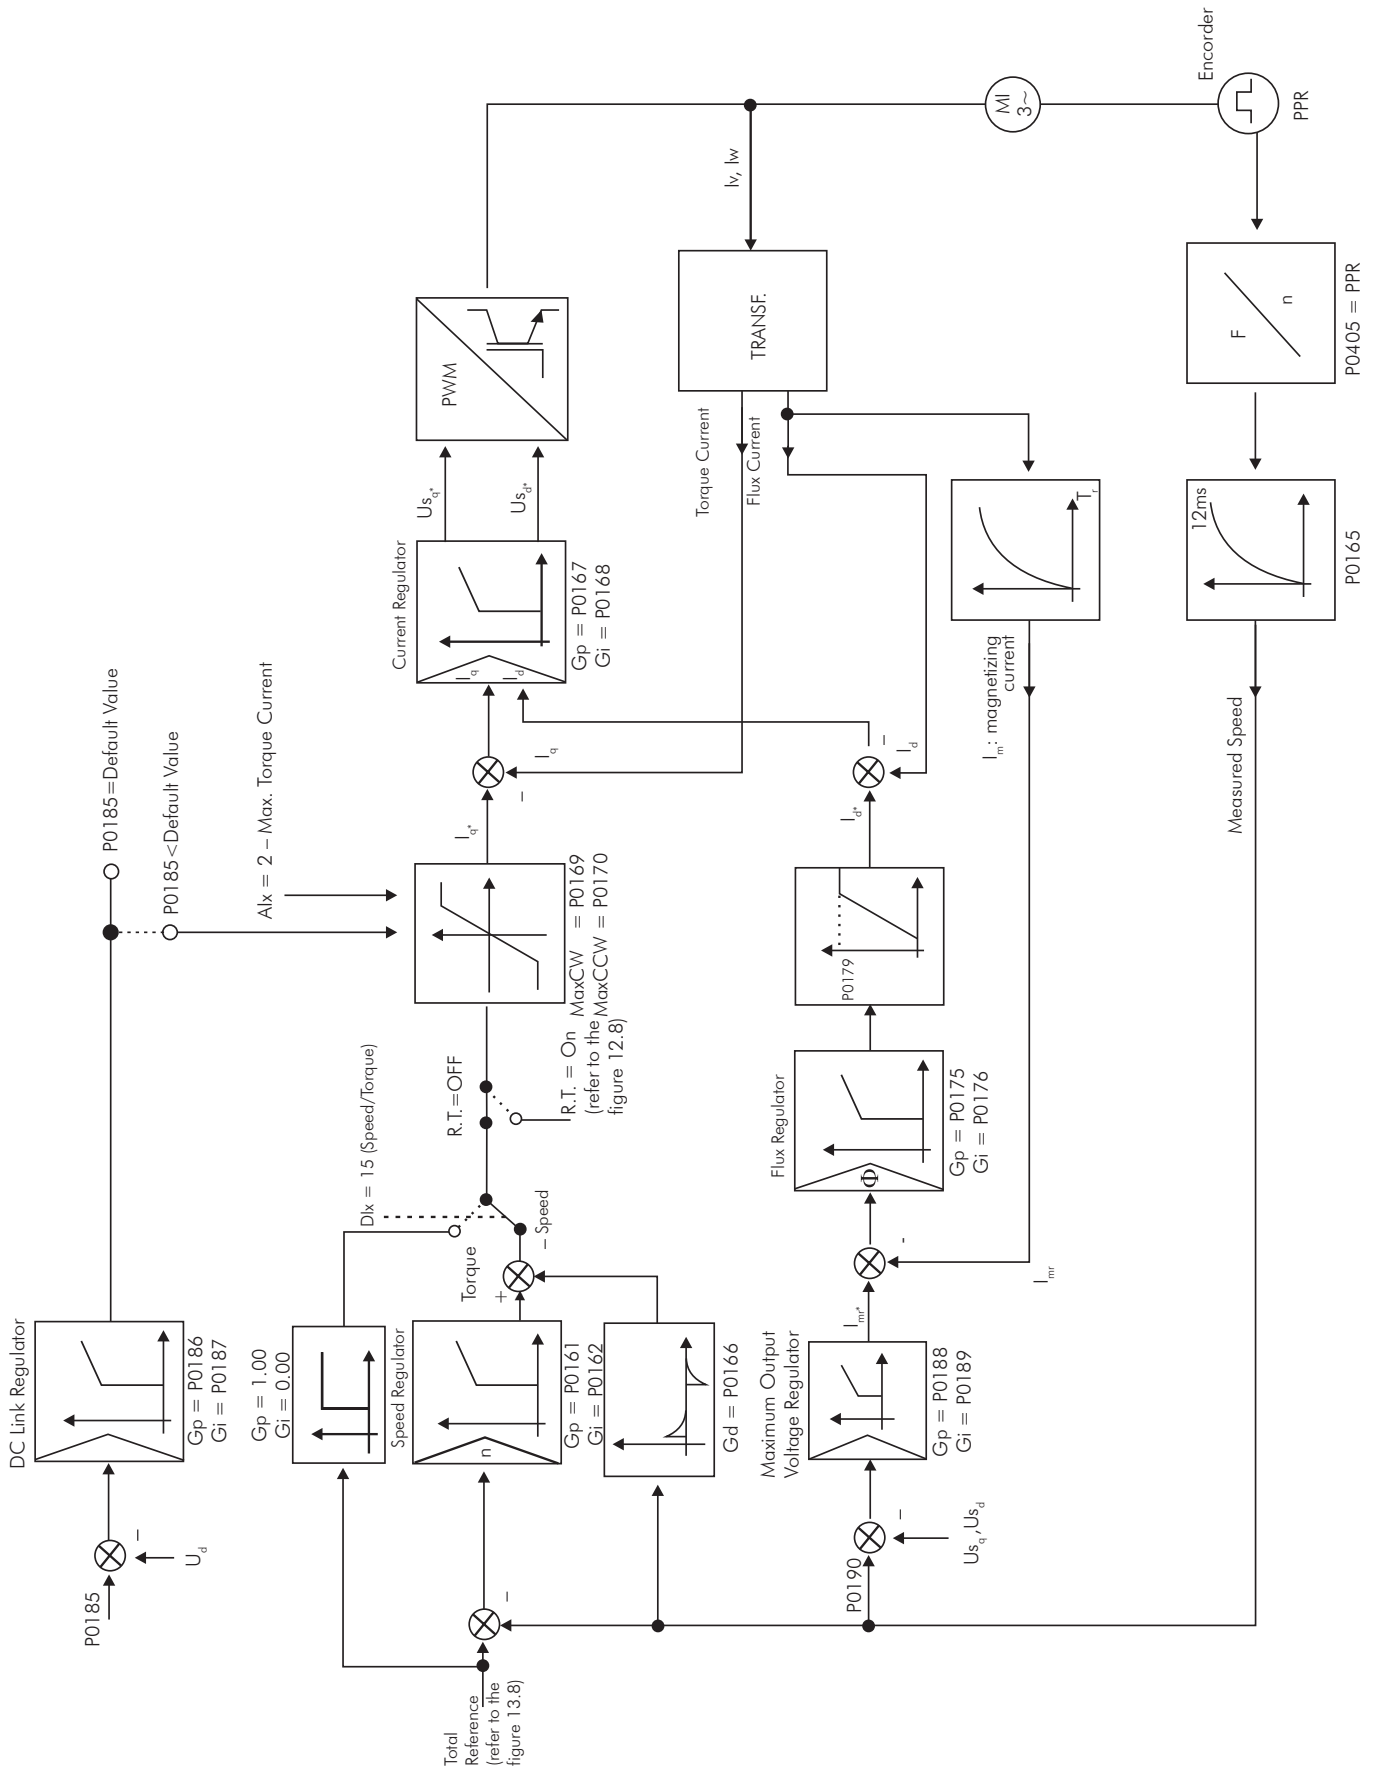 DC Link Regulator
Gp = P0186
Gi = P0187
P0185
–
U_d
P0185=Default Value
P0185<Default Value
AIx = 2 – Max. Torque Current
Gp = 1.00
Gi = 0.00
Speed Regulator
n
Gp = P0161
Gi = P0162
Gd = P0166
Total
Reference
(refer to the
figure 13.8)
–
Torque
+
–
Speed
DIx = 15 (Speed/Torque)
R.T.=OFF
R.T. = On
(refer to the
figure 12.8)
MaxCW = P0169
MaxCCW = P0170
I_q*
–
I_q
Current Regulator
I_q
I_d
Gp = P0167
Gi = P0168
Us_q*
Us_d*
PWM
Torque Current
Flux Current
TRANSF.
Iv, Iw
MI
3~
Encorder
PPR
F
n
P0405 = PPR
12ms
P0165
Measured Speed
T_r
I_m: magnetizing
current
I_mr
Maximum Output
Voltage Regulator
Gp = P0188
Gi = P0189
P0190
–
Us_q, Us_d
I_mr*
-
Flux Regulator
Φ
Gp = P0175
Gi = P0176
P0179
I_d*
–
I_d